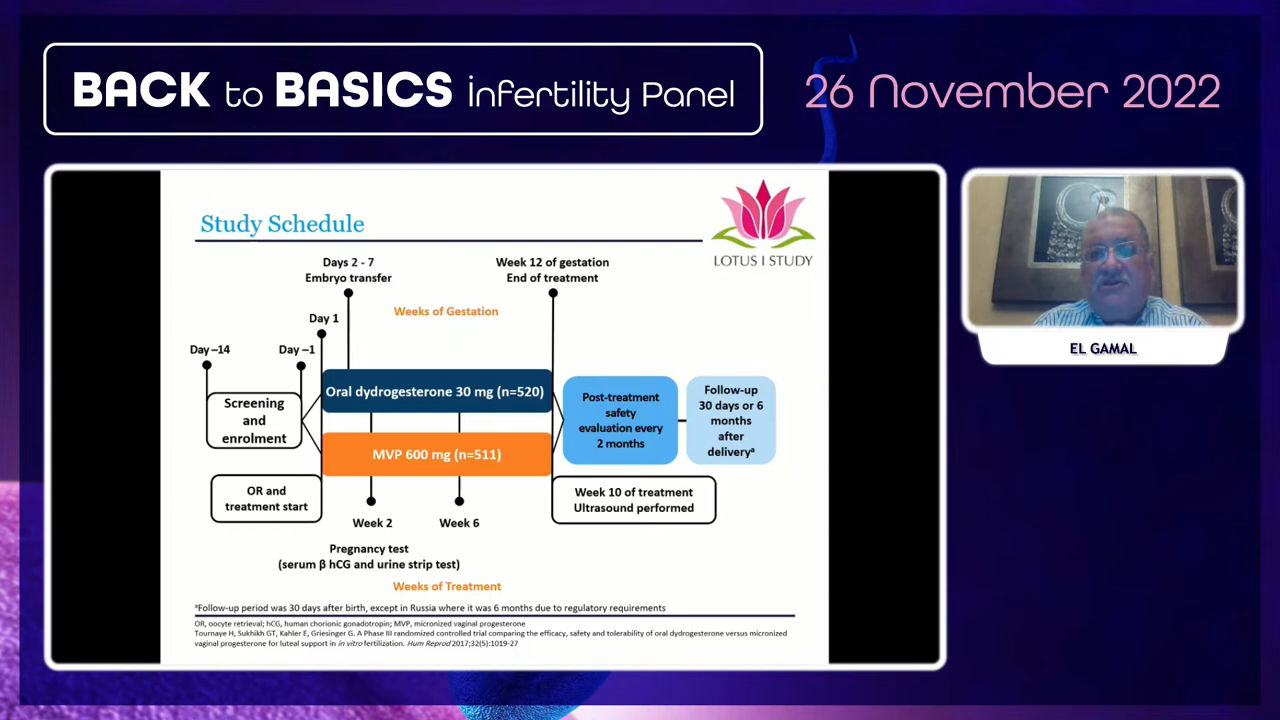 BACK to BASICS infertility Panel
26 November 2022
Study Schedule
LOTUS I STUDY
Days 2 - 7
Embryo transfer
Week 12 of gestation
End of treatment
Weeks of Gestation
Day 1
Day –14
Day –1
Screening
and
enrolment
Oral dydrogesterone 30 mg (n=520)
MVP 600 mg (n=511)
Post-treatment
safety
evaluation every
2 months
Follow-up
30 days or 6
months
after
deliveryᵃ
OR and
treatment start
Week 10 of treatment
Ultrasound performed
Week 2
Week 6
Pregnancy test
(serum β hCG and urine strip test)
Weeks of Treatment
ᵃFollow-up period was 30 days after birth, except in Russia where it was 6 months due to regulatory requirements
OR, oocyte retrieval; hCG, human chorionic gonadotropin; MVP, micronized vaginal progesterone
Tournaye H, Sukhikh GT, Kahler E, Griesinger G. A Phase III randomized controlled trial comparing the efficacy, safety and tolerability of oral dydrogesterone versus micronized
vaginal progesterone for luteal support in in vitro fertilization. Hum Reprod 2017;32(5):1019-27
EL GAMAL